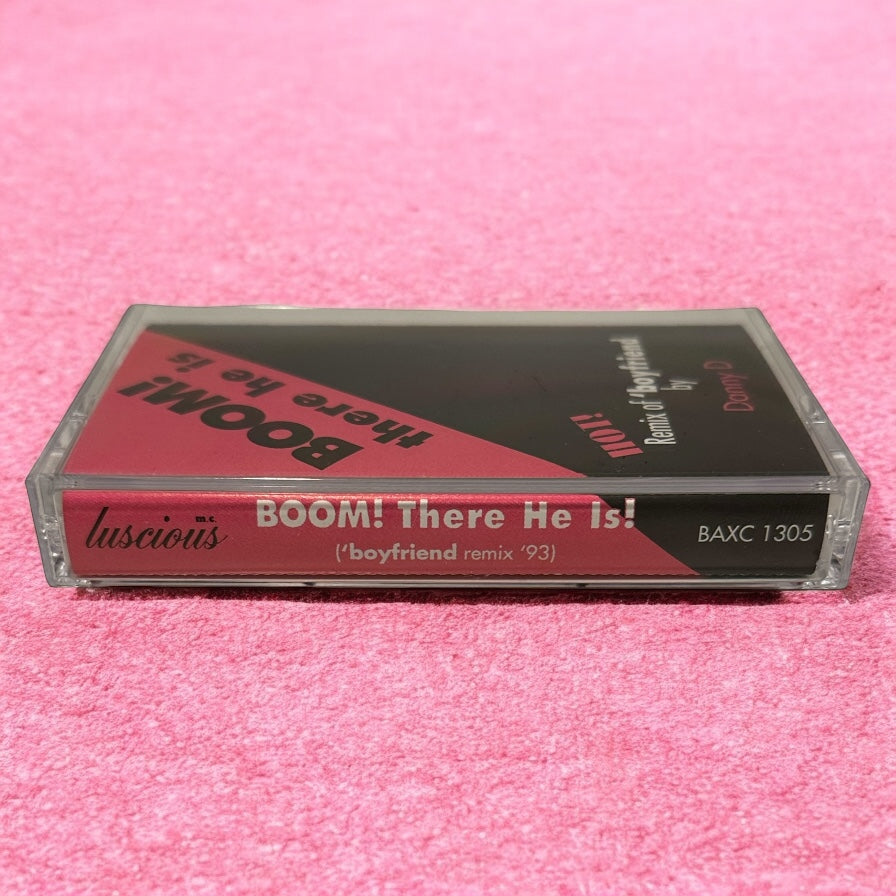 BOOM!
there he is
HOT!
Remix of 'boyfriend
by
Danny D
m.c.
luscious
BOOM! There He Is!
('boyfriend remix '93)
BAXC 1305